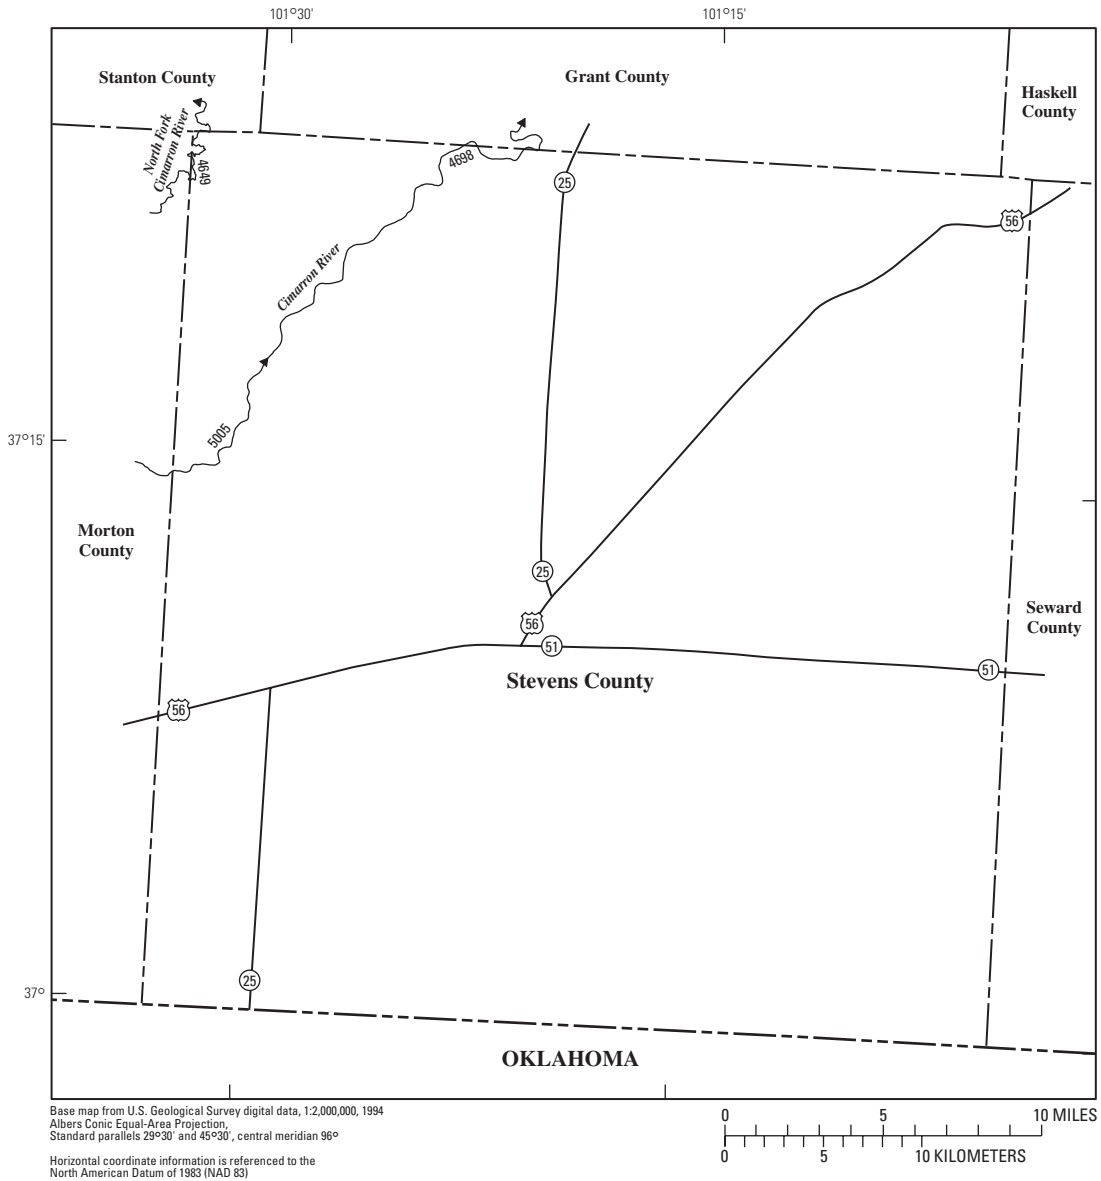 101°30'
101°15'
Stanton County
Grant County
Haskell
County
North Fork
Cimarron River
4649
4698
25
56
Cimarron River
5005
37°15'
Morton
County
25
56
51
Seward
County
51
Stevens County
56
25
37°
OKLAHOMA
Base map from U.S. Geological Survey digital data, 1:2,000,000, 1994
Albers Conic Equal-Area Projection,
Standard parallels 29°30' and 45°30', central meridian 96°
Horizontal coordinate information is referenced to the
North American Datum of 1983 (NAD 83)
0 5 10 MILES
0 5 10 KILOMETERS